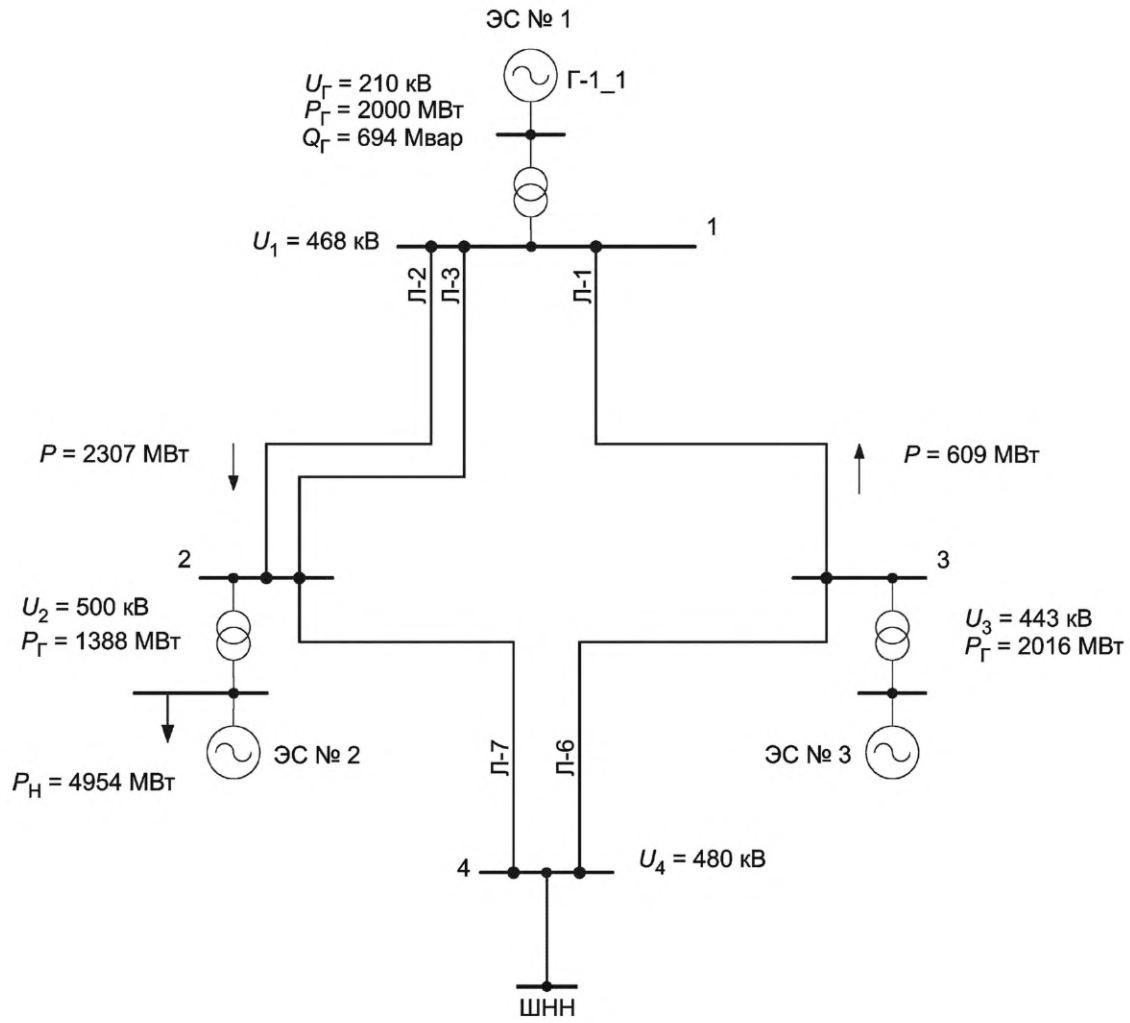 ЭС № 1
Г-1_1
U_Г = 210 кВ
P_Г = 2000 МВт
Q_Г = 694 Мвар
1
U_1 = 468 кВ
Л-2
Л-3
Л-1
P = 2307 МВт
P = 609 МВт
2
3
U_2 = 500 кВ
P_Г = 1388 МВт
U_3 = 443 кВ
P_Г = 2016 МВт
ЭС № 2
ЭС № 3
P_Н = 4954 МВт
Л-7
Л-6
4
U_4 = 480 кВ
ШНН